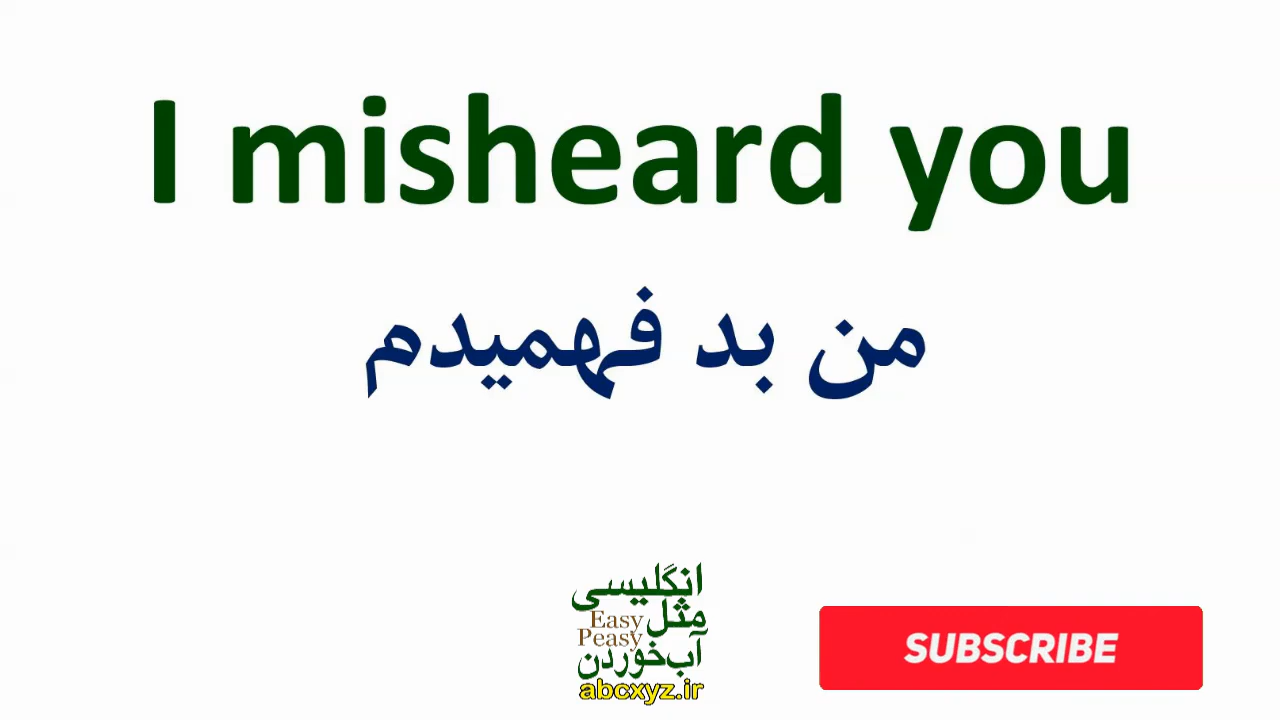 I misheard you
من بد فهمیدم
انگلیسی
مثل
Easy
Peasy
آب‌خوردن
abcxyz.ir
SUBSCRIBE